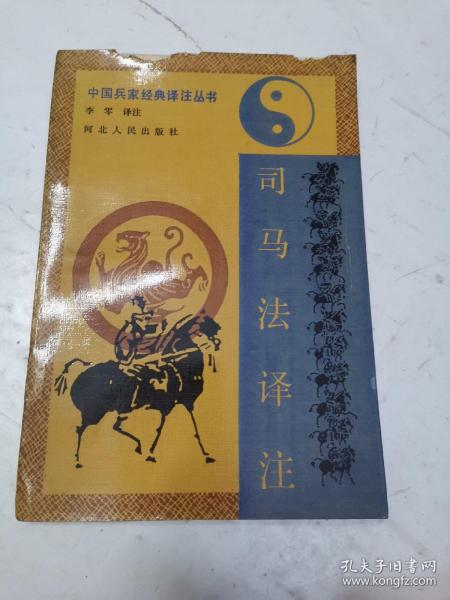 中国兵家经典译注丛书
李零 译注
河北人民出版社
司马法译注
孔夫子旧书网
www.kongfz.com